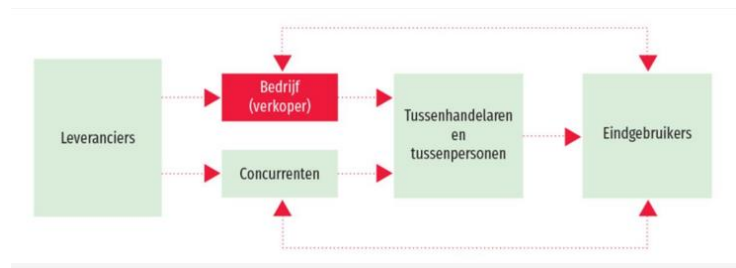 Leveranciers
Bedrijf
(verkoper)
Concurrenten
Tussenhandelaren
en
tussenpersonen
Eindgebruikers